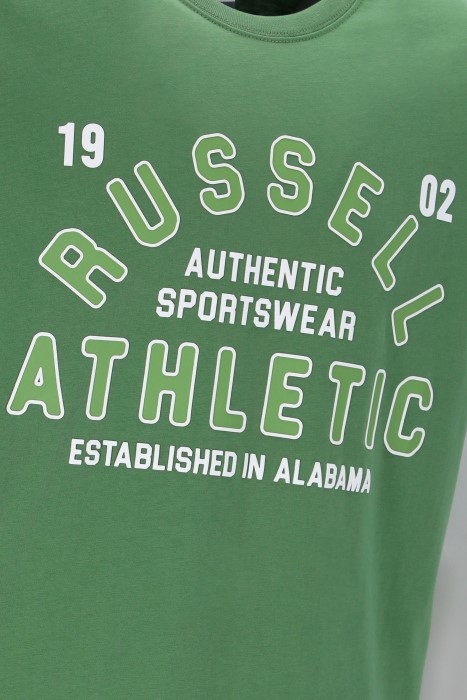 19 02
RUSSELL
AUTHENTIC
SPORTSWEAR
ATHLETIC
ESTABLISHED IN ALABAMA